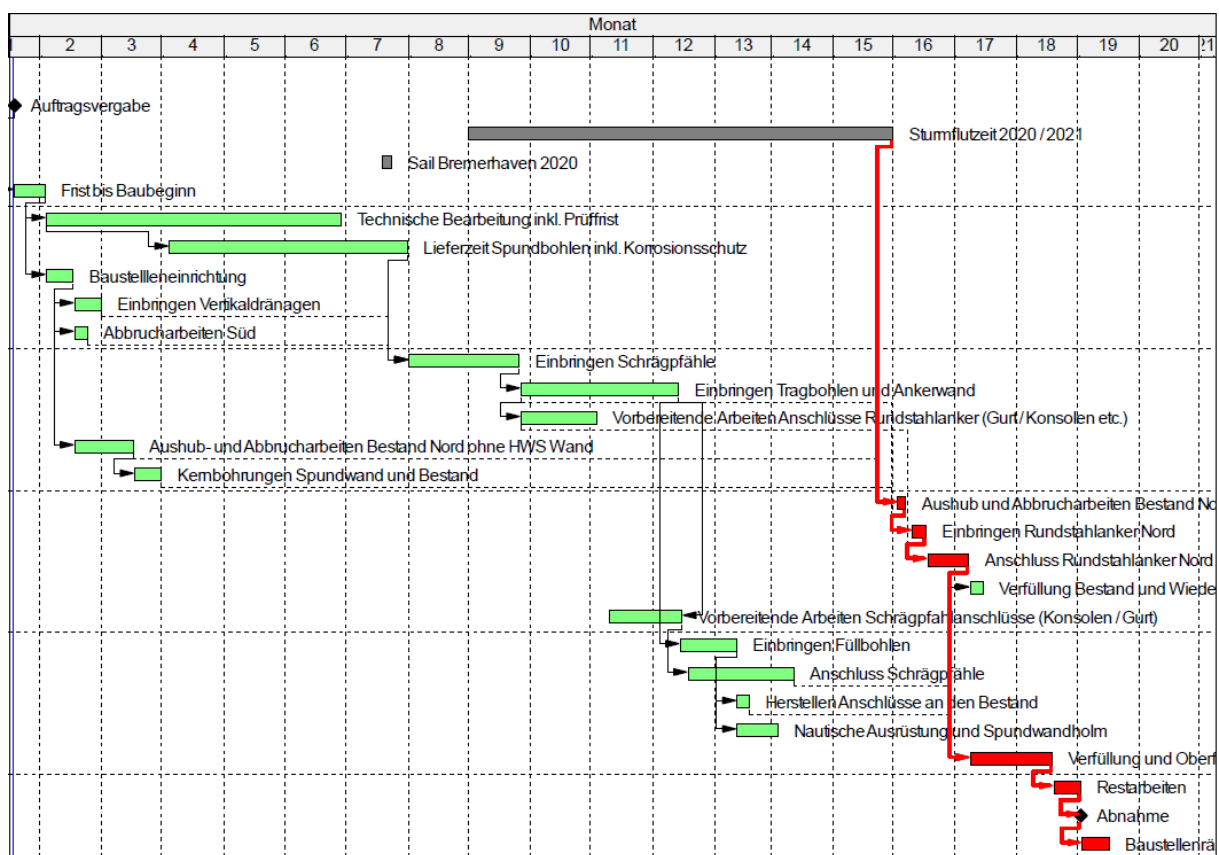 Monat
1 2 3 4 5 6 7 8 9 10 11 12 13 14 15 16 17 18 19 20 21
Auftragsvergabe
Sturmflutzeit 2020 / 2021
Sail Bremerhaven 2020
Frist bis Baubeginn
Technische Bearbeitung inkl. Prüffrist
Lieferzeit Spundbohlen inkl. Korrosionsschutz
Baustellleneinrichtung
Einbringen Vertikaldränagen
Abbrucharbeiten Süd
Einbringen Schrägpfähle
Einbringen Tragbohlen und Ankerwand
Vorbereitende Arbeiten Anschlüsse Rundstahlanker (Gurt / Konsolen etc.)
Aushub- und Abbrucharbeiten Bestand Nord ohne HWS Wand
Kernbohrungen Spundwand und Bestand
Aushub und Abbrucharbeiten Bestand No
Einbringen Rundstahlanker Nord
Anschluss Rundstahlanker Nord
Verfüllung Bestand und Wiede
Vorbereitende Arbeiten Schrägpfahlanschlüsse (Konsolen / Gurt)
Einbringen Füllbohlen
Anschluss Schrägpfähle
Herstellen Anschlüsse an den Bestand
Nautische Ausrüstung und Spundwandholm
Verfüllung und Oberf
Restarbeiten
Abnahme
Baustellenrä